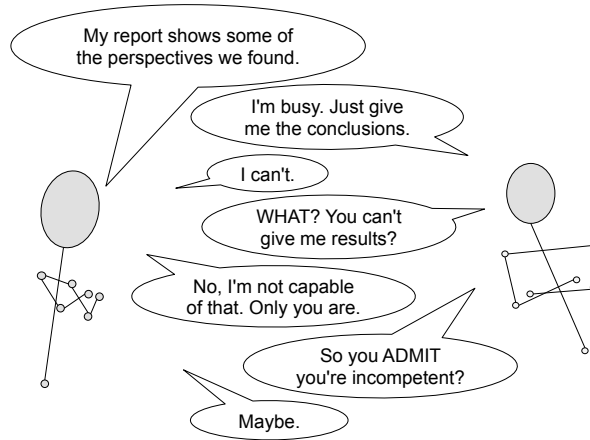 My report shows some of
the perspectives we found.
I'm busy. Just give
me the conclusions.
I can't.
WHAT? You can't
give me results?
No, I'm not capable
of that. Only you are.
So you ADMIT
you're incompetent?
Maybe.